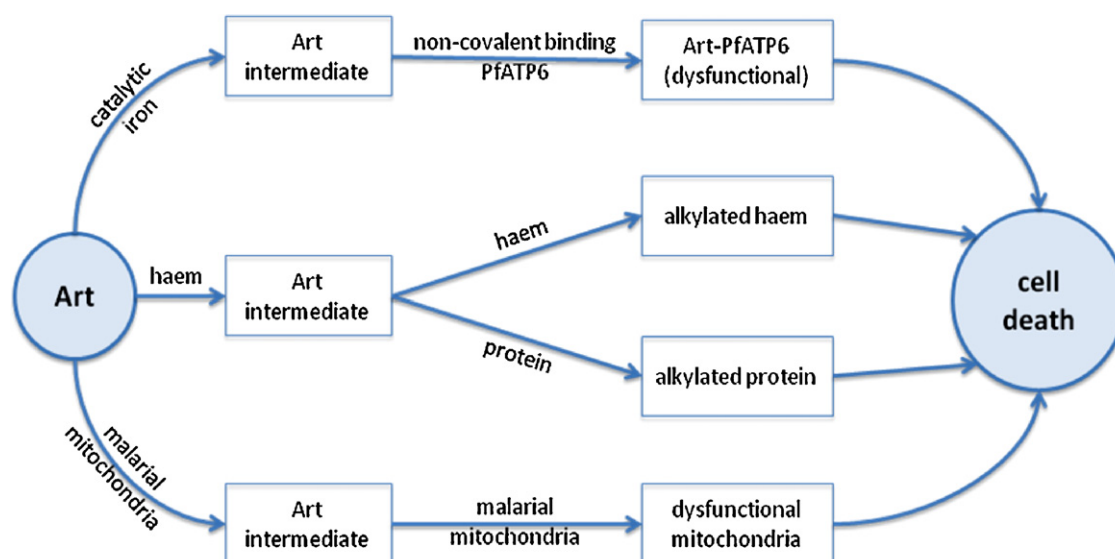 catalytic
iron
Art
intermediate
non-covalent binding
PfATP6
Art-PfATP6
(dysfunctional)
Art
haem
Art
intermediate
haem
alkylated haem
protein
alkylated protein
cell
death
malarial
mitochondria
Art
intermediate
malarial
mitochondria
dysfunctional
mitochondria